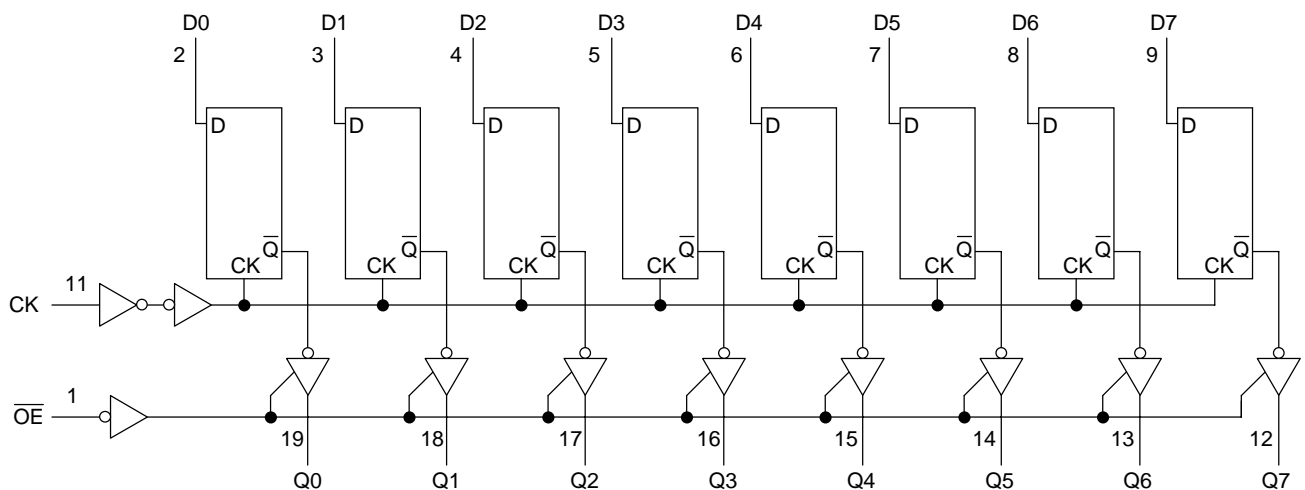 D0 D1 D2 D3 D4 D5 D6 D7
2 3 4 5 6 7 8 9
D D D D D D D D
Q̅ Q̅ Q̅ Q̅ Q̅ Q̅ Q̅ Q̅
CK CK CK CK CK CK CK CK
11
CK
1
O̅E̅
19 18 17 16 15 14 13 12
Q0 Q1 Q2 Q3 Q4 Q5 Q6 Q7